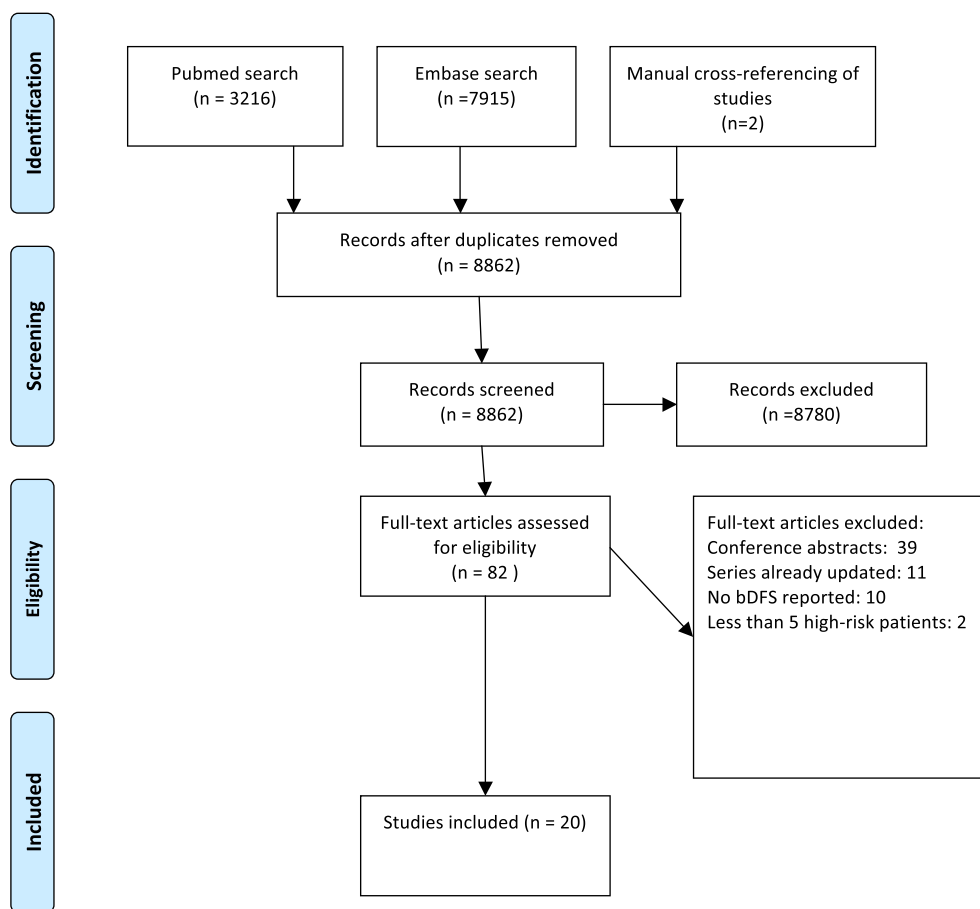 Identification
Pubmed search
(n = 3216)
Embase search
(n =7915)
Manual cross-referencing of
studies
(n=2)
Records after duplicates removed
(n = 8862)
Screening
Records screened
(n = 8862)
Records excluded
(n =8780)
Eligibility
Full-text articles assessed
for eligibility
(n = 82 )
Full-text articles excluded:
Conference abstracts:  39
Series already updated: 11
No bDFS reported: 10
Less than 5 high-risk patients: 2
Included
Studies included (n = 20)